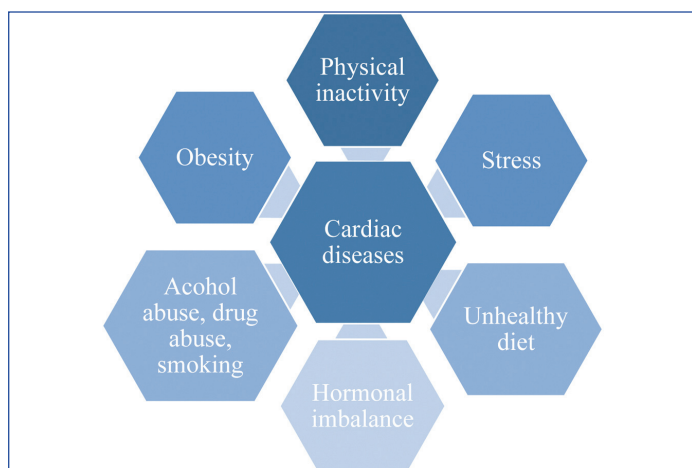 Physical
inactivity
Stress
Unhealthy
diet
Hormonal
imbalance
Acohol
abuse, drug
abuse,
smoking
Obesity
Cardiac
diseases